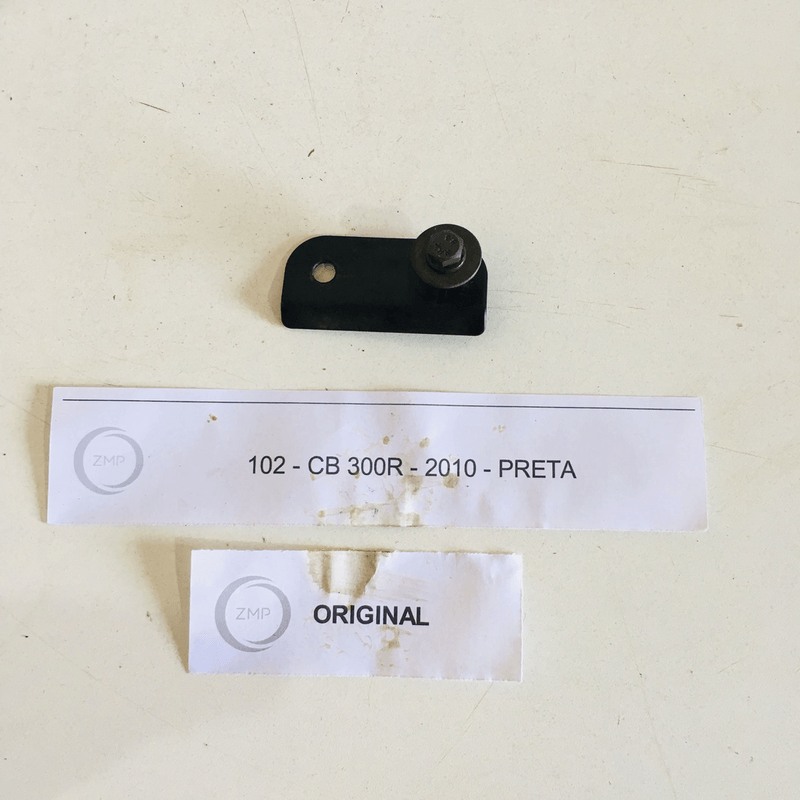 ZMP
102 - CB 300R - 2010 - PRETA
ZMP
ORIGINAL